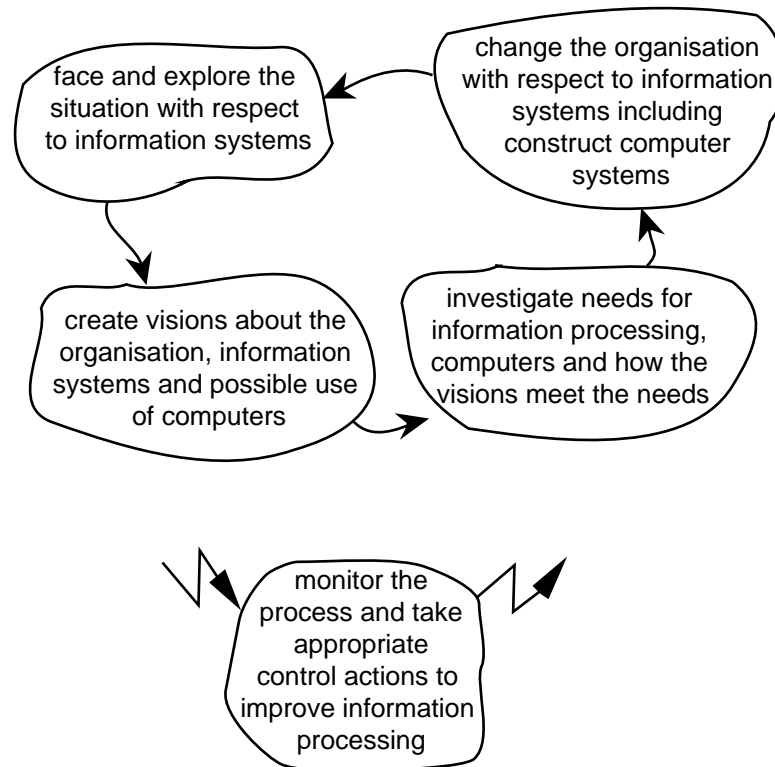 face and explore the
situation with respect
to information systems
change the organisation
with respect to information
systems including
construct computer
systems
create visions about the
organisation, information
systems and possible use
of computers
investigate needs for
information processing,
computers and how the
visions meet the needs
monitor the
process and take
appropriate
control actions to
improve information
processing